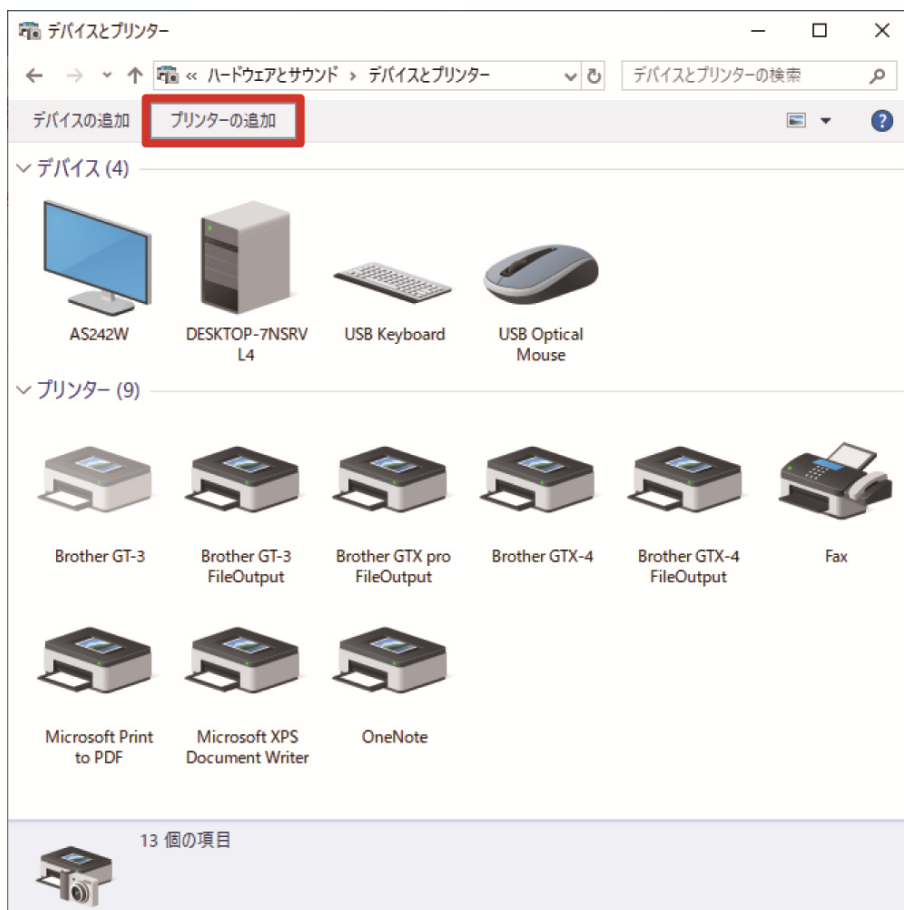 デバイスとプリンター
« ハードウェアとサウンド › デバイスとプリンター
デバイスとプリンターの検索
デバイスの追加
プリンターの追加
?
デバイス (4)
AS242W
DESKTOP-7NSRV
L4
USB Keyboard
USB Optical
Mouse
プリンター (9)
Brother GT-3
Brother GT-3
FileOutput
Brother GTX pro
FileOutput
Brother GTX-4
Brother GTX-4
FileOutput
Fax
Microsoft Print
to PDF
Microsoft XPS
Document Writer
OneNote
13 個の項目